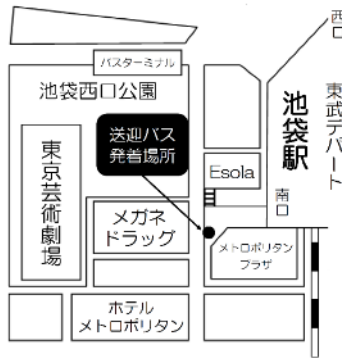 西口
バスターミナル
池袋西口公園
東武デパート
池袋駅
送迎バス
発着場所
東京芸術劇場
Esola
南口
メガネ
ドラッグ
メトロポリタン
プラザ
ホテル
メトロポリタン